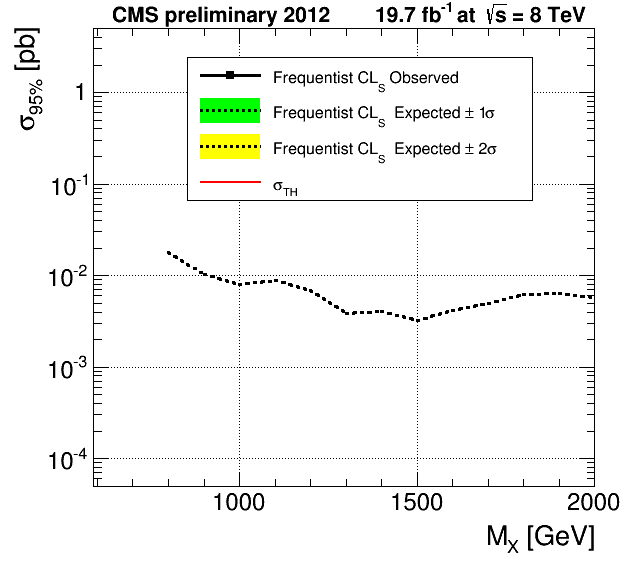 CMS preliminary 2012 19.7 fb⁻¹ at √s = 8 TeV
σ95% [pb]
Frequentist CLS Observed
Frequentist CLS Expected ± 1σ
Frequentist CLS Expected ± 2σ
σTH
1
10⁻¹
10⁻²
10⁻³
10⁻⁴
1000 1500 2000
MX [GeV]